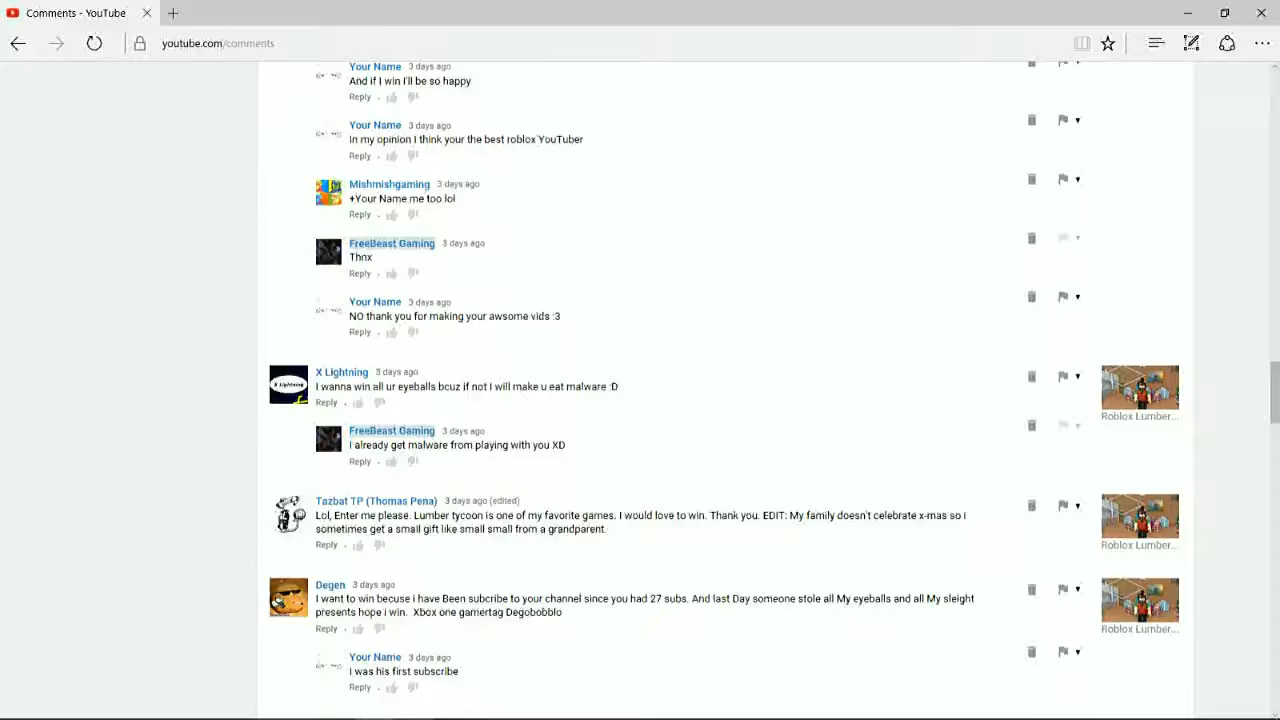 Comments - YouTube
youtube.com/comments
Your Name 3 days ago
And if I win I'll be so happy
Reply
Your Name 3 days ago
In my opinion I think your the best roblox YouTuber
Reply
Mishmishgaming 3 days ago
+Your Name me too lol
Reply
FreeBeast Gaming 3 days ago
Thnx
Reply
Your Name 3 days ago
NO thank you for making your awsome vids :3
Reply
X Lightning 3 days ago
I wanna win all ur eyeballs bcuz if not I will make u eat malware :D
Reply
Roblox Lumber...
FreeBeast Gaming 3 days ago
I already get malware from playing with you XD
Reply
Tazbat TP (Thomas Pena) 3 days ago (edited)
Lol, Enter me please. Lumber tycoon is one of my favorite games. I would love to win. Thank you. EDIT: My family doesn't celebrate x-mas so i
sometimes get a small gift like small small from a grandparent.
Reply
Roblox Lumber...
Degen 3 days ago
I want to win becuse i have Been subcribe to your channel since you had 27 subs. And last Day someone stole all My eyeballs and all My sleight
presents hope i win. Xbox one gamertag Degobobblo
Reply
Roblox Lumber...
Your Name 3 days ago
I was his first subscribe
Reply